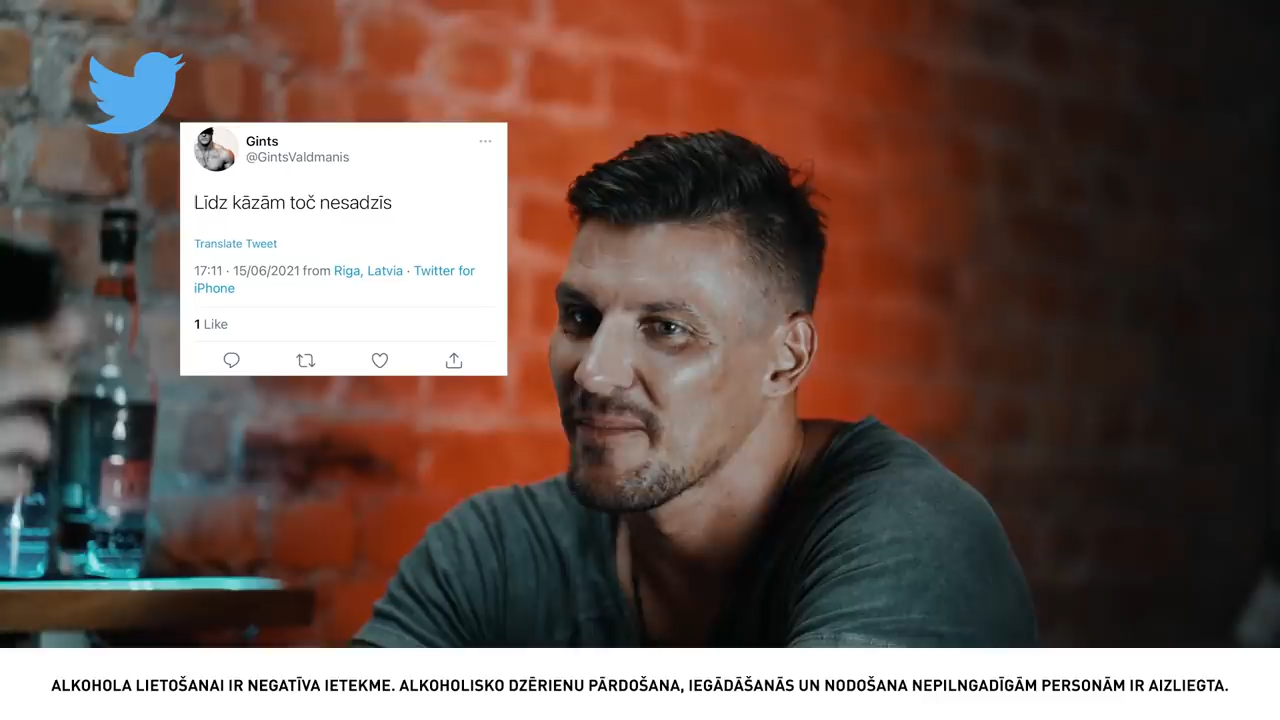 Gints
@GintsValdmanis
Līdz kāzām toč nesadzīs
Translate Tweet
17:11 · 15/06/2021 from Riga, Latvia · Twitter for
iPhone
1 Like
ALKOHOLA LIETOŠANAI IR NEGATĪVA IETEKME. ALKOHOLISKO DZĒRIENU PĀRDOŠANA, IEGĀDĀŠANĀS UN NODOŠANA NEPILNGADĪGĀM PERSONĀM IR AIZLIEGTA.